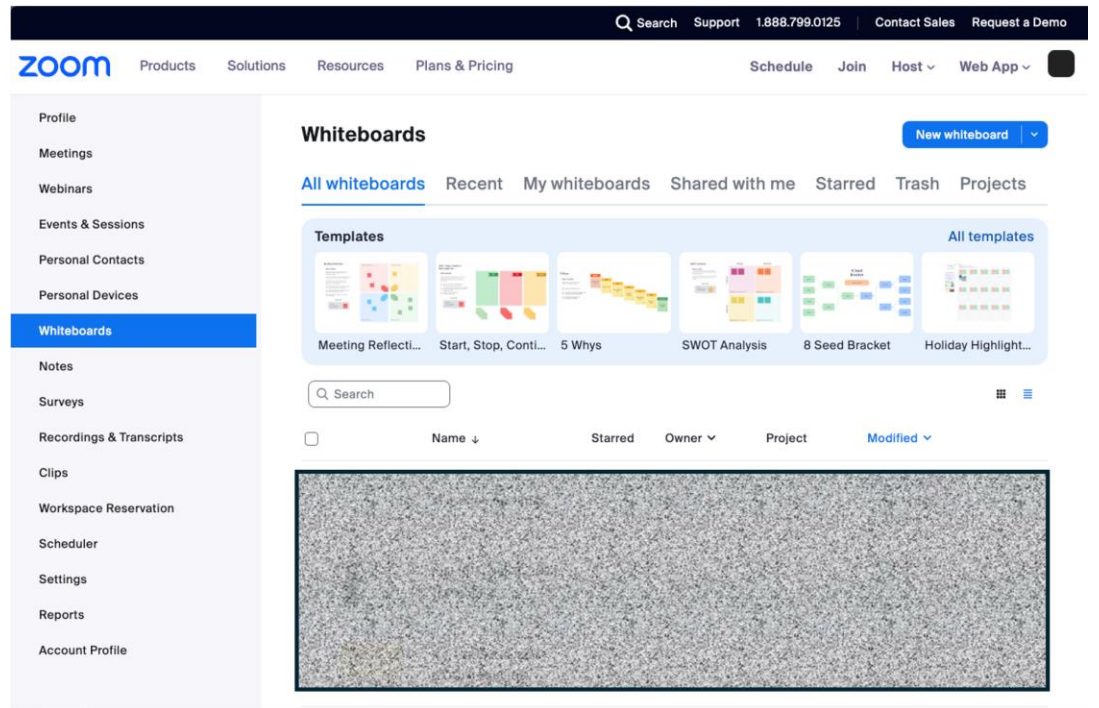 Search Support 1.888.799.0125 Contact Sales Request a Demo
zoom Products Solutions Resources Plans & Pricing Schedule Join Host Web App
Profile
Meetings
Webinars
Events & Sessions
Personal Contacts
Personal Devices
Whiteboards
Notes
Surveys
Recordings & Transcripts
Clips
Workspace Reservation
Scheduler
Settings
Reports
Account Profile
Whiteboards
New whiteboard
All whiteboards Recent My whiteboards Shared with me Starred Trash Projects
Templates All templates
Meeting Reflecti... Start, Stop, Conti... 5 Whys SWOT Analysis 8 Seed Bracket Holiday Highlight...
Search
Name ↓ Starred Owner Project Modified